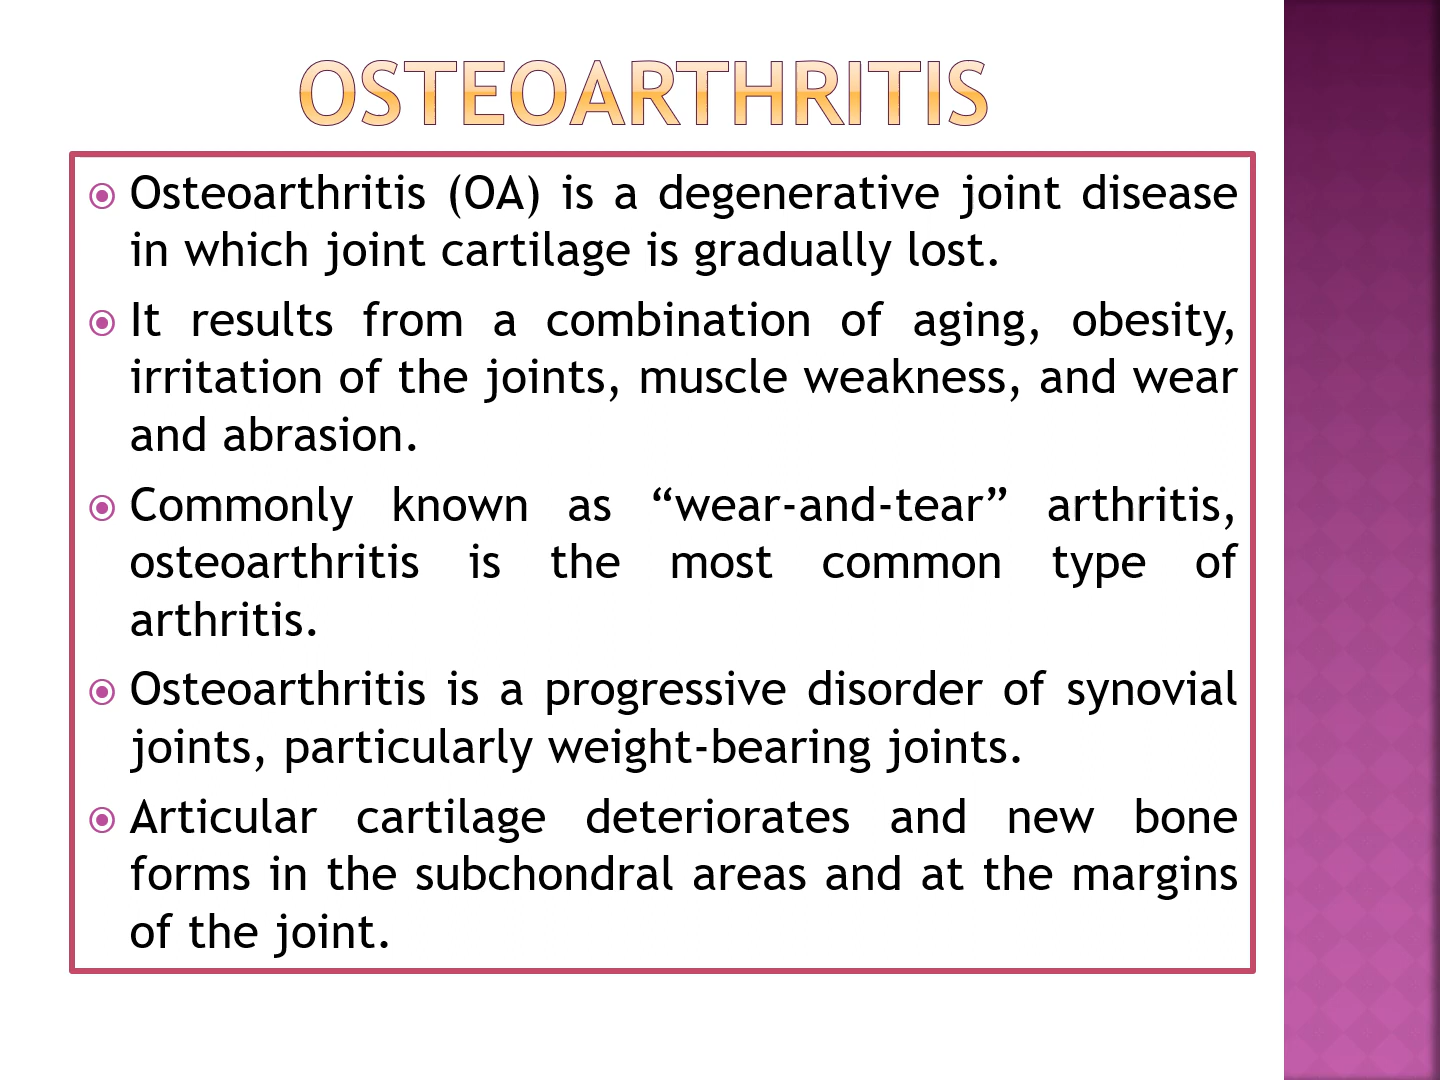 OSTEOARTHRITIS
Osteoarthritis (OA) is a degenerative joint disease
in which joint cartilage is gradually lost.
It results from a combination of aging, obesity,
irritation of the joints, muscle weakness, and wear
and abrasion.
Commonly known as “wear-and-tear” arthritis,
osteoarthritis is the most common type of
arthritis.
Osteoarthritis is a progressive disorder of synovial
joints, particularly weight-bearing joints.
Articular cartilage deteriorates and new bone
forms in the subchondral areas and at the margins
of the joint.